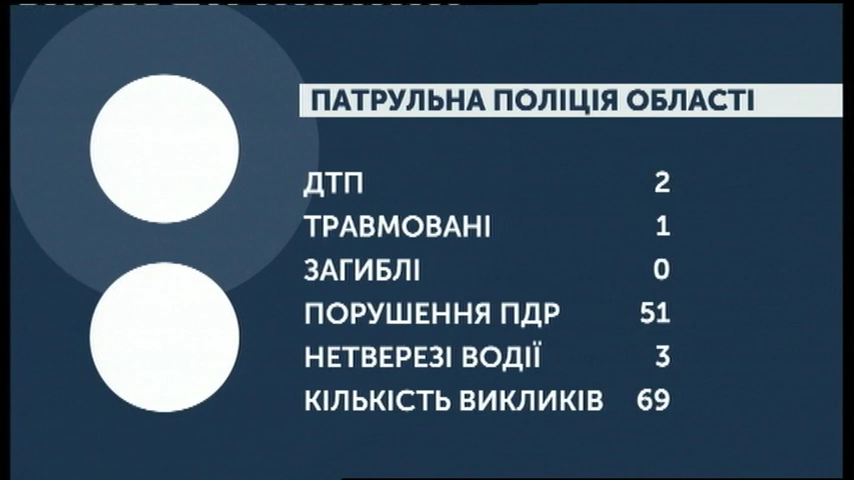 ПАТРУЛЬНА ПОЛІЦІЯ ОБЛАСТІ
ДТП 2
ТРАВМОВАНІ 1
ЗАГИБЛІ 0
ПОРУШЕННЯ ПДР 51
НЕТВЕРЕЗІ ВОДІЇ 3
КІЛЬКІСТЬ ВИКЛИКІВ 69